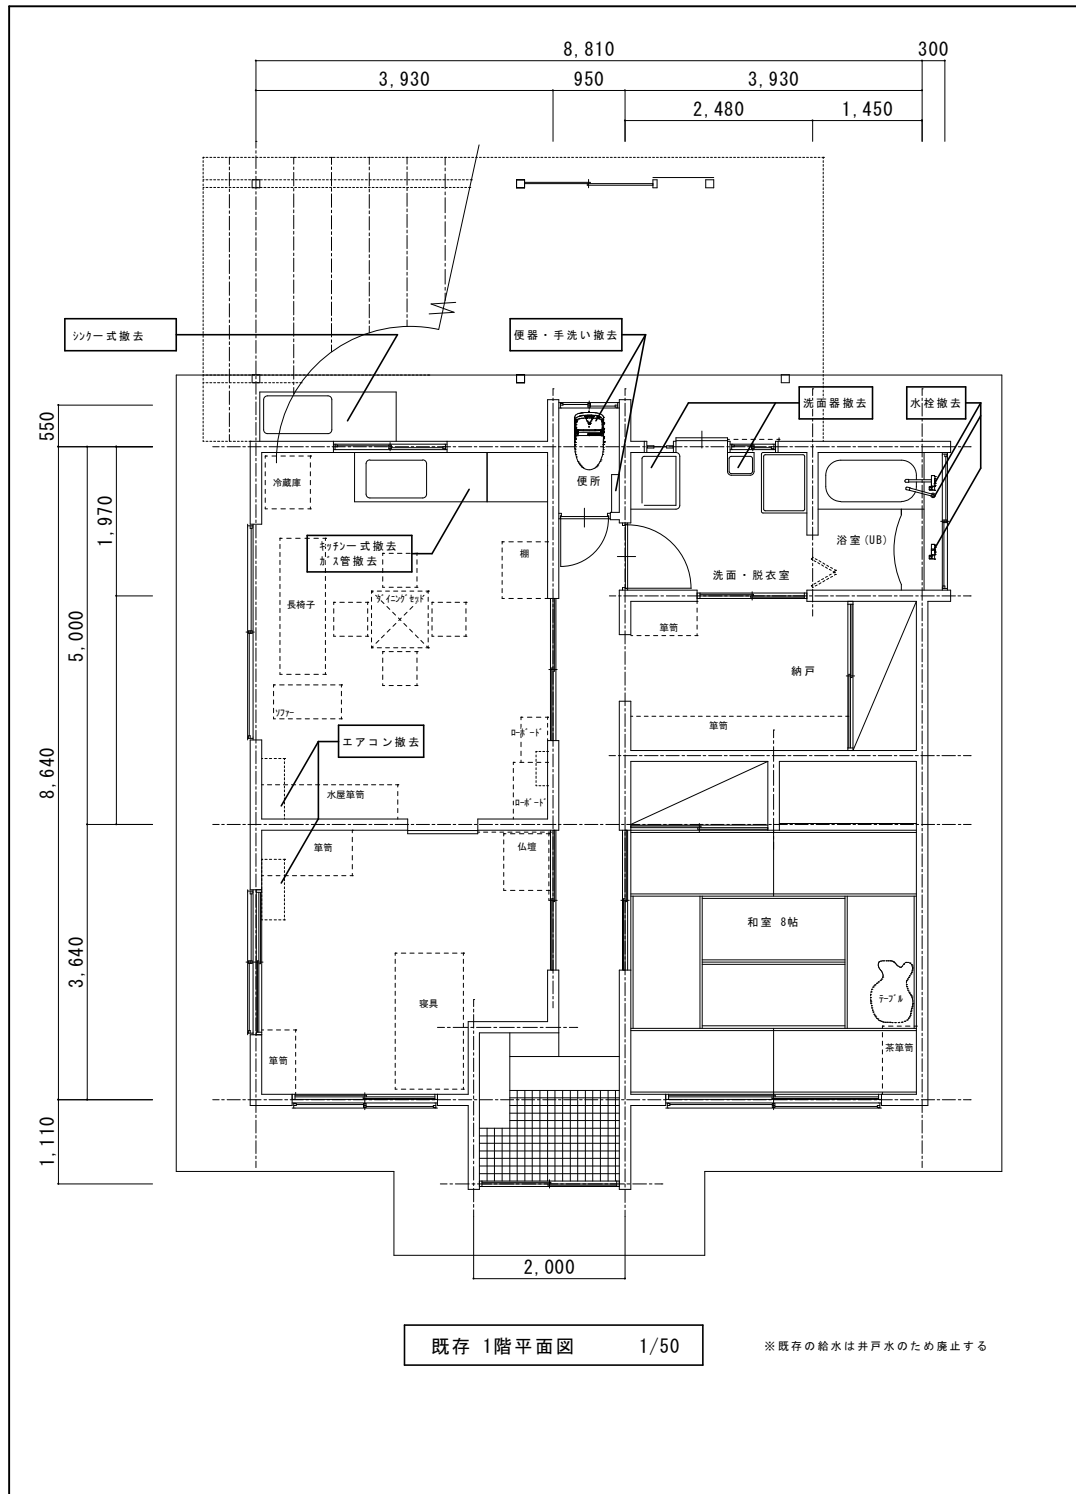 8,810
300
3,930
950
3,930
2,480
1,450
シンク一式撤去
便器・手洗い撤去
洗面器撤去
水栓撤去
550
1,970
5,000
8,640
3,640
1,110
冷蔵庫
便所
浴室(UB)
キッチン一式撤去
ガス管撤去
棚
洗面・脱衣室
長椅子
ダイニングセット
箪笥
納戸
ソファー
箪笥
ローボード
エアコン撤去
水屋箪笥
ローボード
箪笥
仏壇
和室 8帖
寝具
テーブル
箪笥
茶箪笥
2,000
既存 1階平面図 1/50
※既存の給水は井戸水のため廃止する